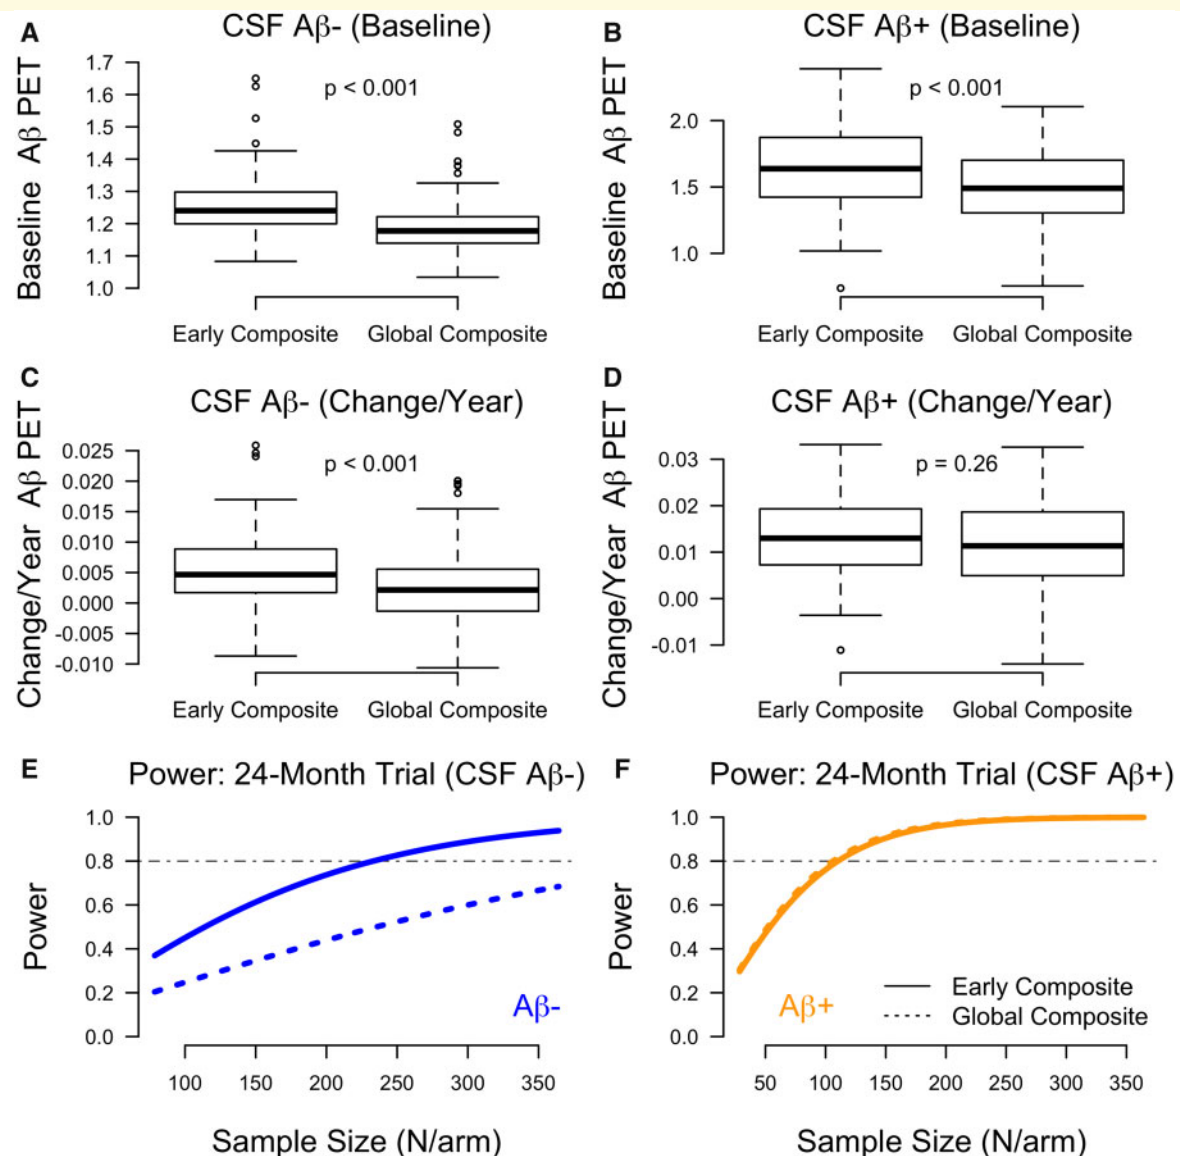 A
CSF Aβ- (Baseline)
Baseline Aβ PET
1.7
1.6
1.5
1.4
1.3
1.2
1.1
1.0
p < 0.001
Early Composite
Global Composite
B
CSF Aβ+ (Baseline)
Baseline Aβ PET
2.0
1.5
1.0
p < 0.001
Early Composite
Global Composite
C
CSF Aβ- (Change/Year)
Change/Year Aβ PET
0.025
0.020
0.015
0.010
0.005
0.000
-0.005
-0.010
p < 0.001
Early Composite
Global Composite
D
CSF Aβ+ (Change/Year)
Change/Year Aβ PET
0.03
0.02
0.01
0.00
-0.01
p = 0.26
Early Composite
Global Composite
E
Power: 24-Month Trial (CSF Aβ-)
Power
1.0
0.8
0.6
0.4
0.2
0.0
Aβ-
100 150 200 250 300 350
Sample Size (N/arm)
F
Power: 24-Month Trial (CSF Aβ+)
Power
1.0
0.8
0.6
0.4
0.2
0.0
Aβ+
Early Composite
Global Composite
50 100 150 200 250 300 350
Sample Size (N/arm)